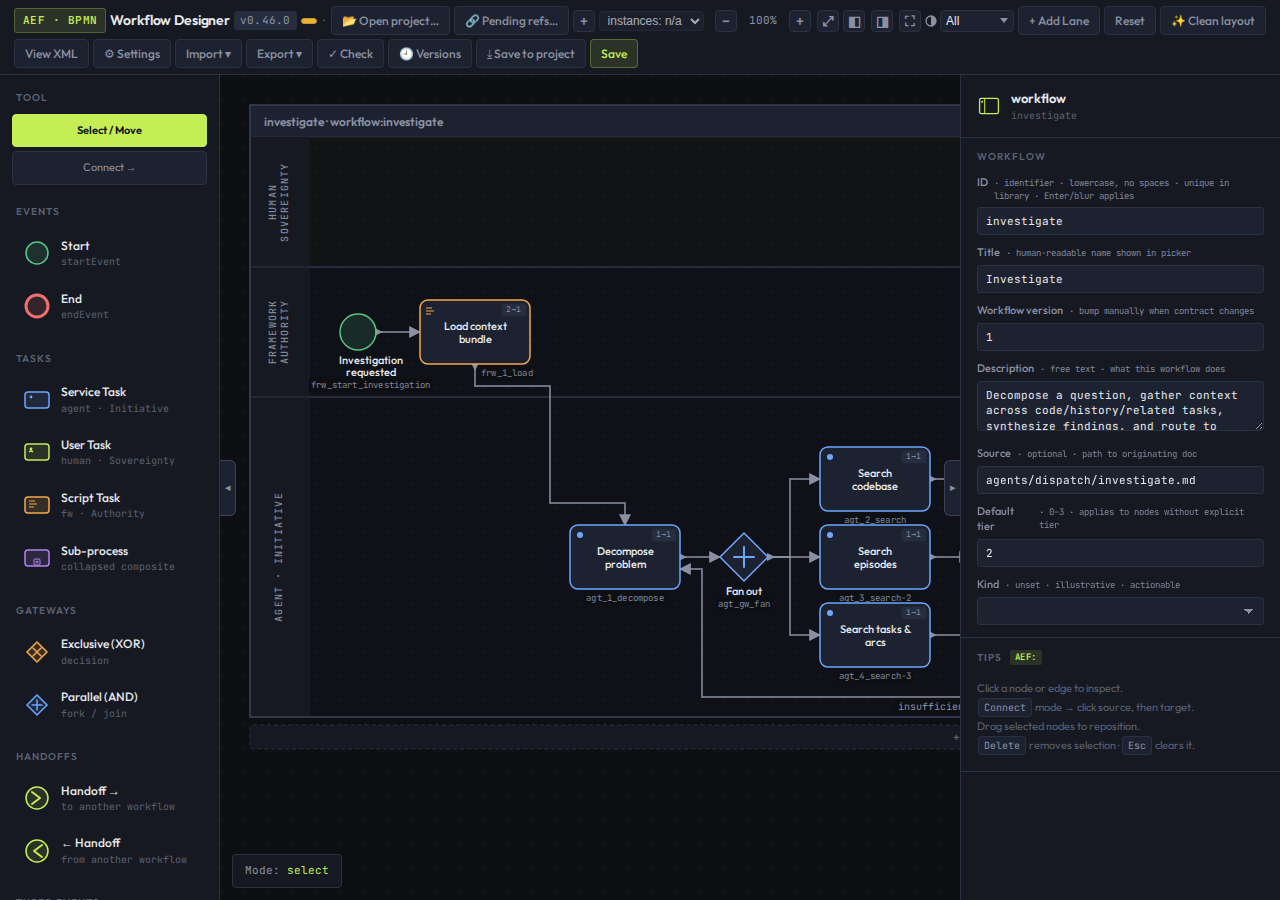 AEF · BPMN Workflow Designer v0.46.0 · 📂 Open project... 🔗 Pending refs... + instances: n/a − 100% + All + Add Lane Reset ✨ Clean layout
View XML ⚙ Settings Import ▾ Export ▾ ✓ Check 🕘 Versions ⤓ Save to project Save
TOOL
Select / Move
Connect →
EVENTS
Start
startEvent
End
endEvent
TASKS
Service Task
agent · Initiative
User Task
human · Sovereignty
Script Task
fw · Authority
Sub-process
collapsed composite
GATEWAYS
Exclusive (XOR)
decision
Parallel (AND)
fork / join
HANDOFFS
Handoff →
to another workflow
← Handoff
from another workflow
investigate · workflow:investigate
HUMAN
SOVEREIGNTY
FRAMEWORK
AUTHORITY
Investigation
requested
frw_start_investigation
2→1
Load context
bundle
frw_1_load
AGENT · INITIATIVE
1→1
Decompose
problem
agt_1_decompose
Fan out
agt_gw_fan
1→1
Search
codebase
agt_2_search
1→1
Search
episodes
agt_3_search-2
1→1
Search tasks &
arcs
agt_4_search-3
insufficien
+
Mode: select
workflow
investigate
WORKFLOW
ID · identifier · lowercase, no spaces · unique in
library · Enter/blur applies
investigate
Title · human-readable name shown in picker
Investigate
Workflow version · bump manually when contract changes
1
Description · free text · what this workflow does
Decompose a question, gather context
across code/history/related tasks,
synthesize findings, and route to
Source · optional · path to originating doc
agents/dispatch/investigate.md
Default tier · 0–3 · applies to nodes without explicit
tier
2
Kind · unset · illustrative · actionable
TIPS AEF:
Click a node or edge to inspect.
Connect mode → click source, then target.
Drag selected nodes to reposition.
Delete removes selection · Esc clears it.